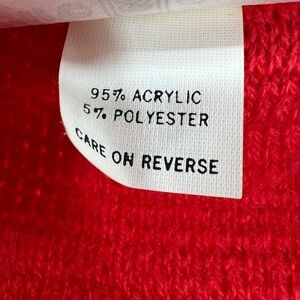 95% ACRYLIC
5% POLYESTER
CARE ON REVERSE